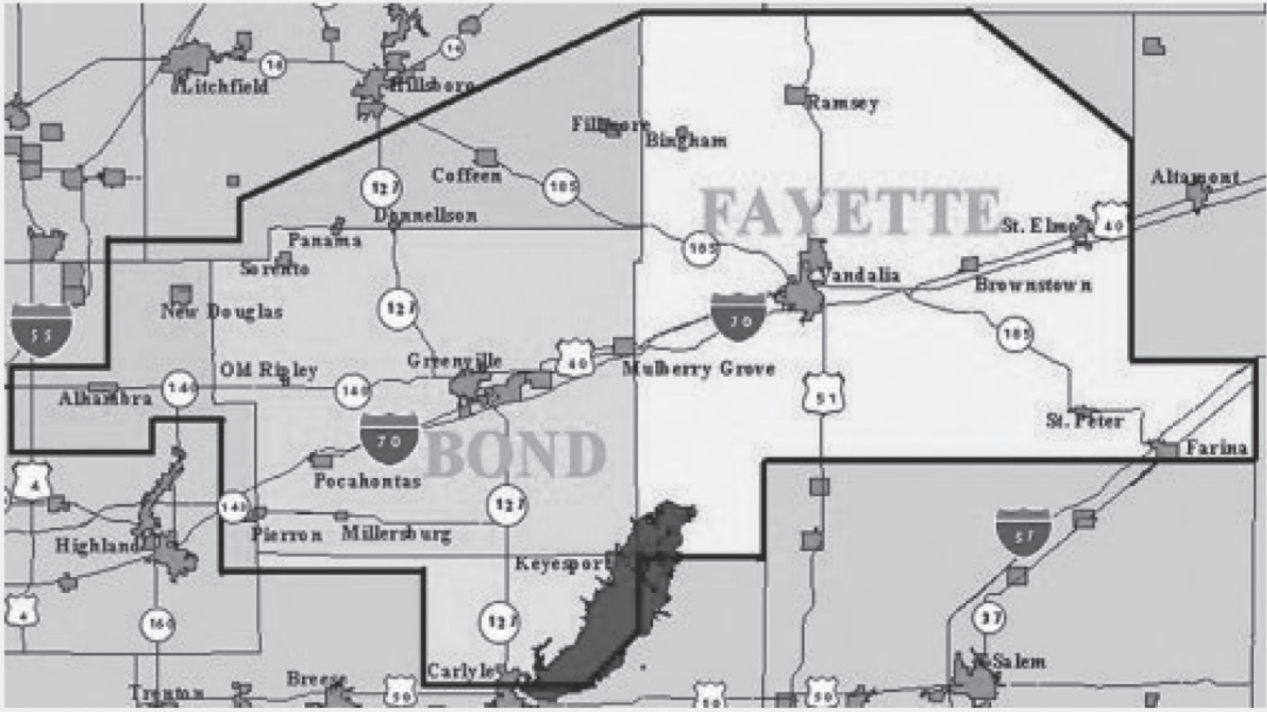 14
14
Litchfield
Hillsboro
Ramsey
Fillmore
Bingham
Coffeen
127
185
Altamont
FAYETTE
Donnellson
40
St. Elmo
Panama
185
Sorento
Vandalia
Brownstown
New Douglas
127
70
55
185
40
Greenville
Old Ripley
Mulberry Grove
Alhambra
140
140
51
St. Peter
70
BOND
Farina
4
Pocahontas
140
127
Pierron
Millersburg
57
Highland
Keyesport
4
160
127
37
Carlyle
Salem
Breese
Trenton
50
50
50